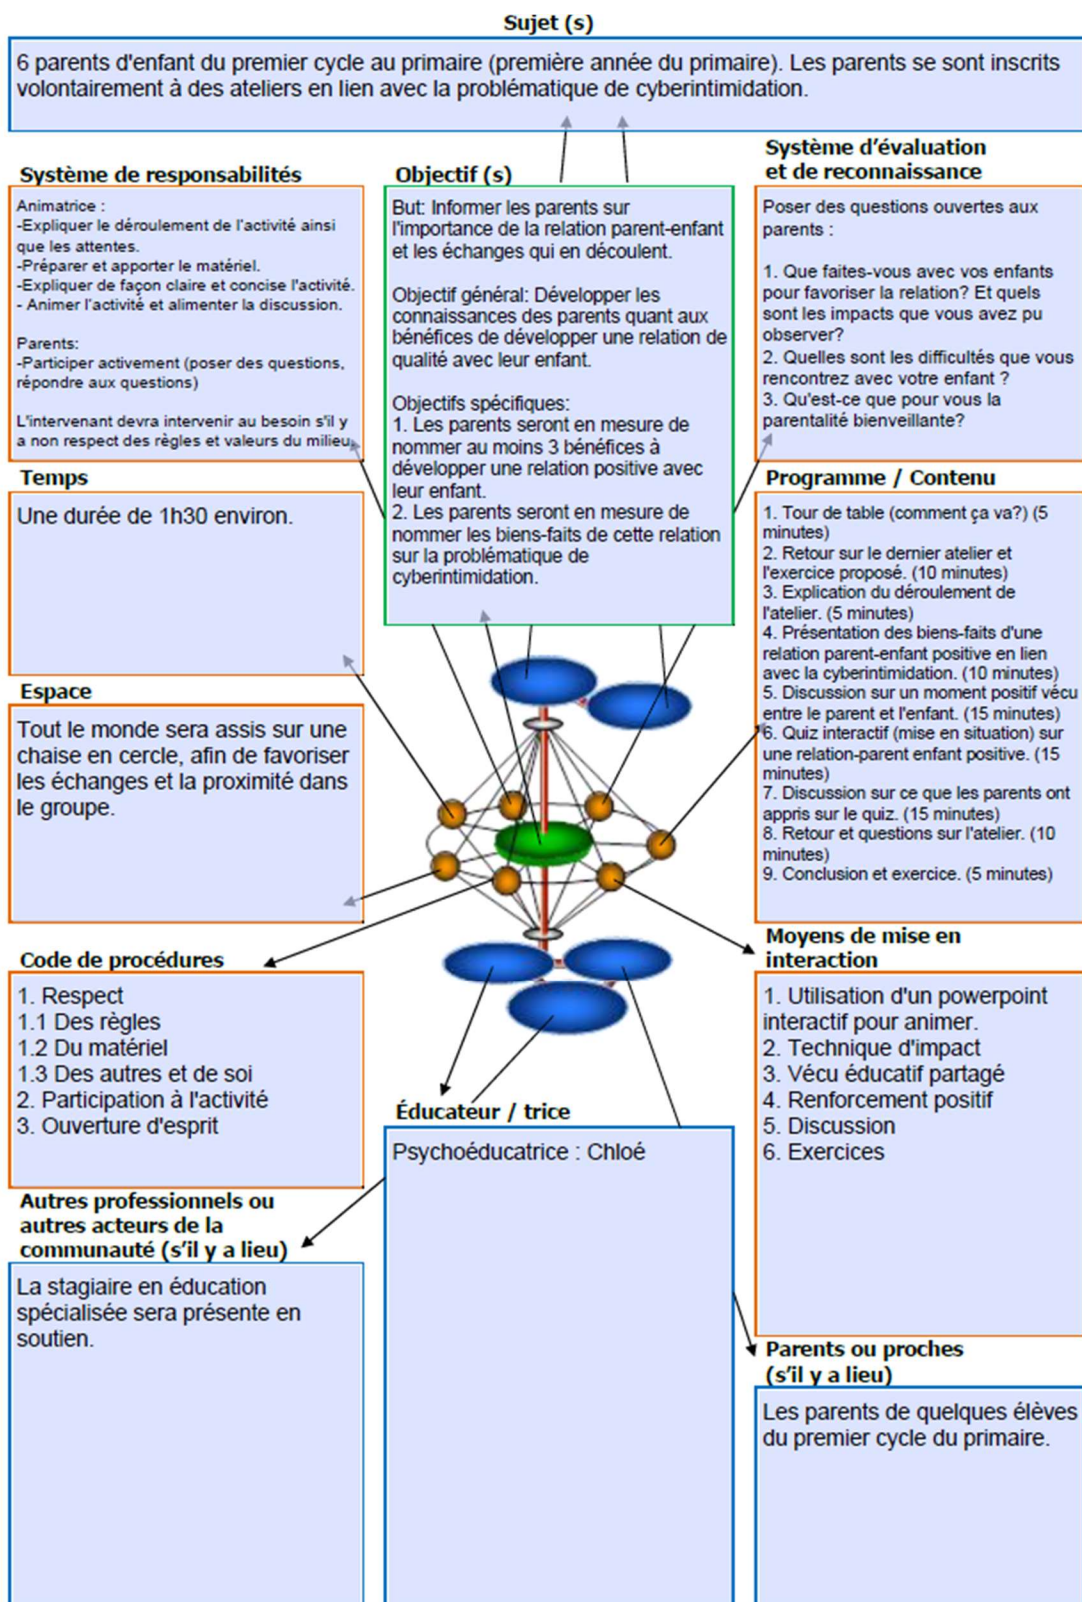 Sujet (s)
6 parents d'enfant du premier cycle au primaire (première année du primaire). Les parents se sont inscrits
volontairement à des ateliers en lien avec la problématique de cyberintimidation.
Système de responsabilités
Animatrice :
-Expliquer le déroulement de l'activité ainsi
que les attentes.
-Préparer et apporter le matériel.
-Expliquer de façon claire et concise l'activité.
- Animer l'activité et alimenter la discussion.
Parents:
-Participer activement (poser des questions,
répondre aux questions)
L'intervenant devra intervenir au besoin s'il y
a non respect des règles et valeurs du milieu.
Objectif (s)
But: Informer les parents sur
l'importance de la relation parent-enfant
et les échanges qui en découlent.
Objectif général: Développer les
connaissances des parents quant aux
bénéfices de développer une relation de
qualité avec leur enfant.
Objectifs spécifiques:
1. Les parents seront en mesure de
nommer au moins 3 bénéfices à
développer une relation positive avec
leur enfant.
2. Les parents seront en mesure de
nommer les biens-faits de cette relation
sur la problématique de
cyberintimidation.
Système d'évaluation
et de reconnaissance
Poser des questions ouvertes aux
parents :
1. Que faites-vous avec vos enfants
pour favoriser la relation? Et quels
sont les impacts que vous avez pu
observer?
2. Quelles sont les difficultés que vous
rencontrez avec votre enfant ?
3. Qu'est-ce que pour vous la
parentalité bienveillante?
Temps
Une durée de 1h30 environ.
Programme / Contenu
1. Tour de table (comment ça va?) (5
minutes)
2. Retour sur le dernier atelier et
l'exercice proposé. (10 minutes)
3. Explication du déroulement de
l'atelier. (5 minutes)
4. Présentation des biens-faits d'une
relation parent-enfant positive en lien
avec la cyberintimidation. (10 minutes)
5. Discussion sur un moment positif vécu
entre le parent et l'enfant. (15 minutes)
6. Quiz interactif (mise en situation) sur
une relation-parent enfant positive. (15
minutes)
7. Discussion sur ce que les parents ont
appris sur le quiz. (15 minutes)
8. Retour et questions sur l'atelier. (10
minutes)
9. Conclusion et exercice. (5 minutes)
Espace
Tout le monde sera assis sur une
chaise en cercle, afin de favoriser
les échanges et la proximité dans
le groupe.
Code de procédures
1. Respect
1.1 Des règles
1.2 Du matériel
1.3 Des autres et de soi
2. Participation à l'activité
3. Ouverture d'esprit
Moyens de mise en
interaction
1. Utilisation d'un powerpoint
interactif pour animer.
2. Technique d'impact
3. Vécu éducatif partagé
4. Renforcement positif
5. Discussion
6. Exercices
Éducateur / trice
Psychoéducatrice : Chloé
Autres professionnels ou
autres acteurs de la
communauté (s'il y a lieu)
La stagiaire en éducation
spécialisée sera présente en
soutien.
Parents ou proches
(s'il y a lieu)
Les parents de quelques élèves
du premier cycle du primaire.